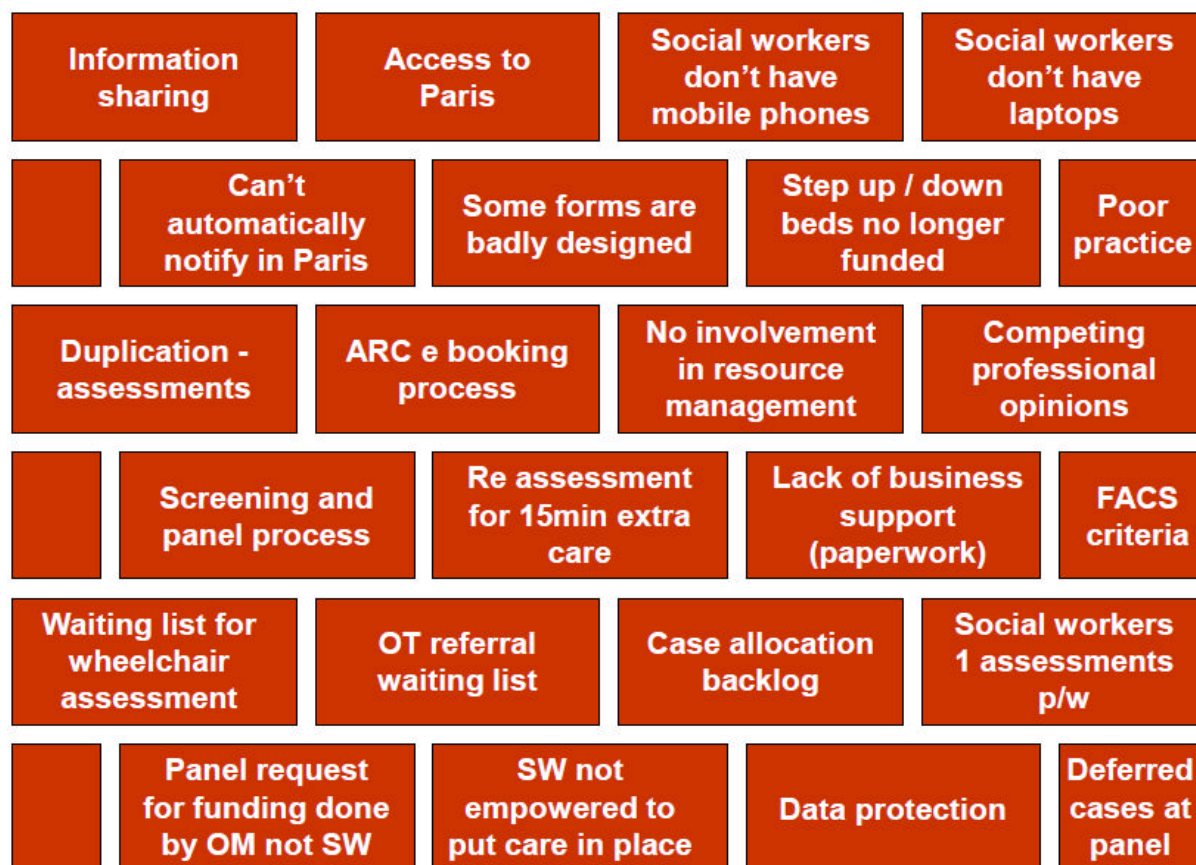 Information
sharing
Access to
Paris
Social workers
don't have
mobile phones
Social workers
don't have
laptops
Can't
automatically
notify in Paris
Some forms are
badly designed
Step up / down
beds no longer
funded
Poor
practice
Duplication -
assessments
ARC e booking
process
No involvement
in resource
management
Competing
professional
opinions
Screening and
panel process
Re assessment
for 15min extra
care
Lack of business
support
(paperwork)
FACS
criteria
Waiting list for
wheelchair
assessment
OT referral
waiting list
Case allocation
backlog
Social workers
1 assessments
p/w
Panel request
for funding done
by OM not SW
SW not
empowered to
put care in place
Data protection
Deferred
cases at
panel